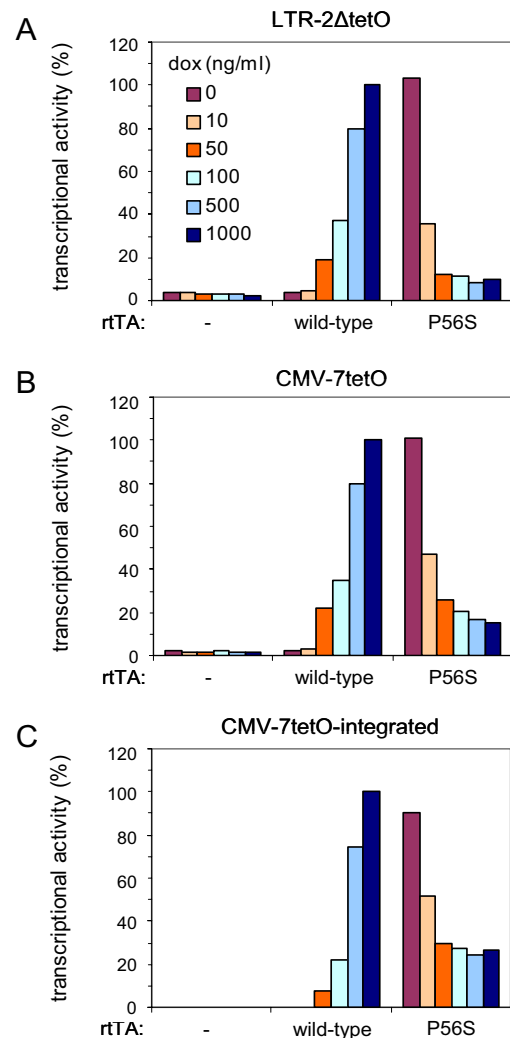 A
LTR-2ΔtetO
transcriptional activity (%)
120
100
80
60
40
20
0
dox (ng/ml)
0
10
50
100
500
1000
rtTA: - wild-type P56S
B
CMV-7tetO
transcriptional activity (%)
120
100
80
60
40
20
0
rtTA: - wild-type P56S
C
CMV-7tetO-integrated
transcriptional activity (%)
120
100
80
60
40
20
0
rtTA: - wild-type P56S